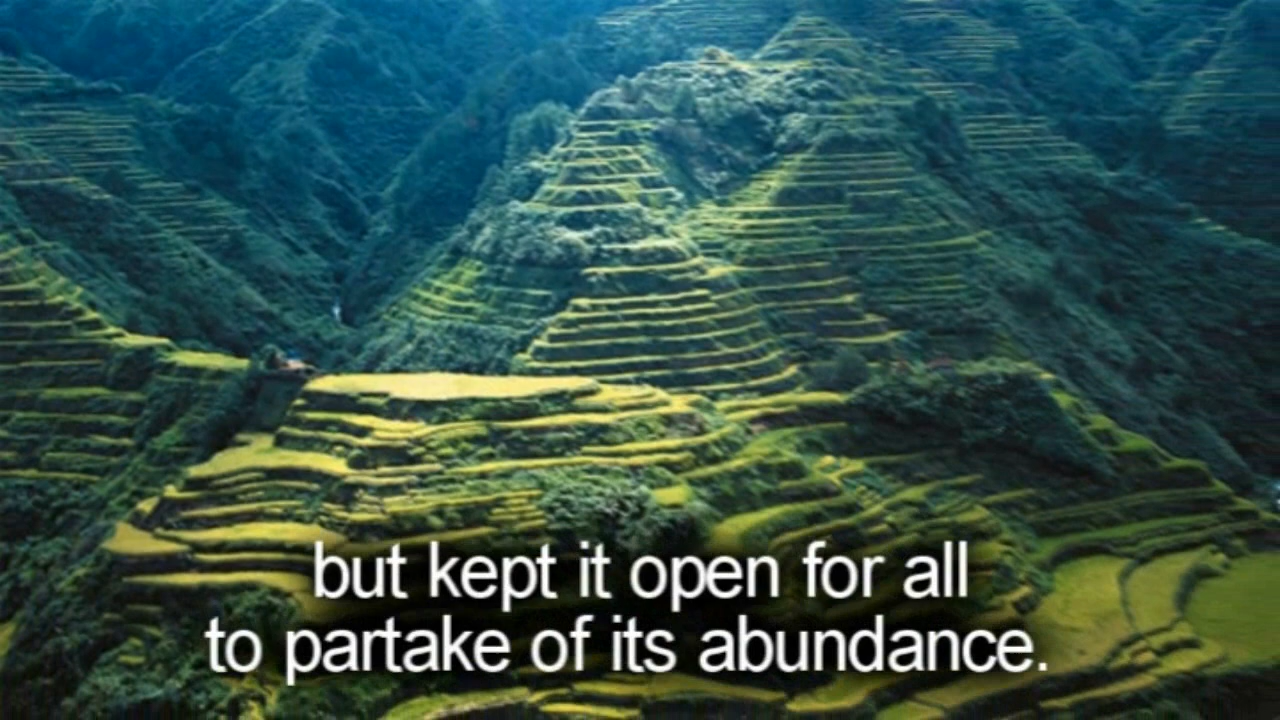 but kept it open for all
to partake of its abundance.